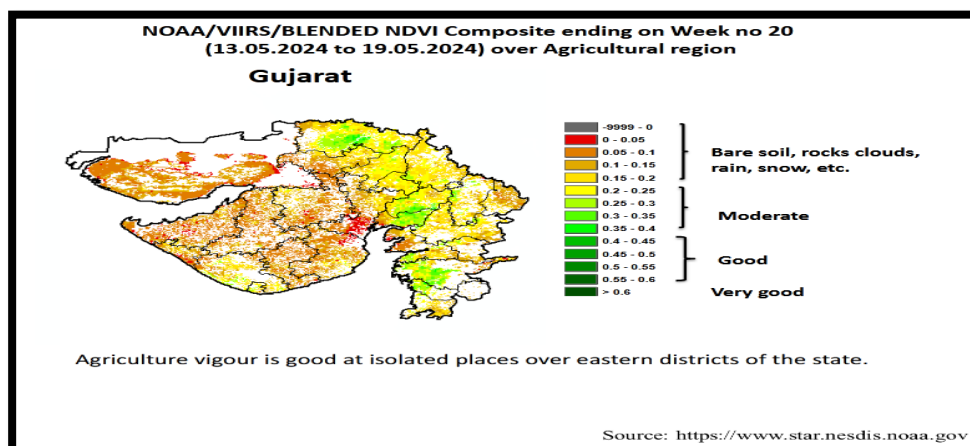 NOAA/VIIRS/BLENDED NDVI Composite ending on Week no 20
(13.05.2024 to 19.05.2024) over Agricultural region
Gujarat
-9999 - 0
0 - 0.05
0.05 - 0.1
0.1 - 0.15
0.15 - 0.2
0.2 - 0.25
0.25 - 0.3
0.3 - 0.35
0.35 - 0.4
0.4 - 0.45
0.45 - 0.5
0.5 - 0.55
0.55 - 0.6
> 0.6
Bare soil, rocks clouds,
rain, snow, etc.
Moderate
Good
Very good
Agriculture vigour is good at isolated places over eastern districts of the state.
Source: https://www.star.nesdis.noaa.gov